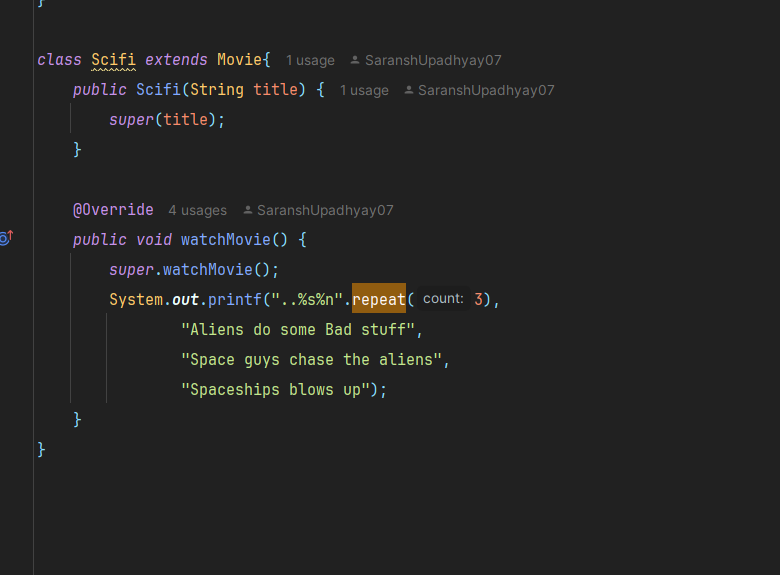 }
class Scifi extends Movie{ 1 usage SaranshUpadhyay07
public Scifi(String title) { 1 usage SaranshUpadhyay07
super(title);
}
@Override 4 usages SaranshUpadhyay07
public void watchMovie() {
super.watchMovie();
System.out.printf("..%s%n".repeat( count: 3),
"Aliens do some Bad stuff",
"Space guys chase the aliens",
"Spaceships blows up");
}
}